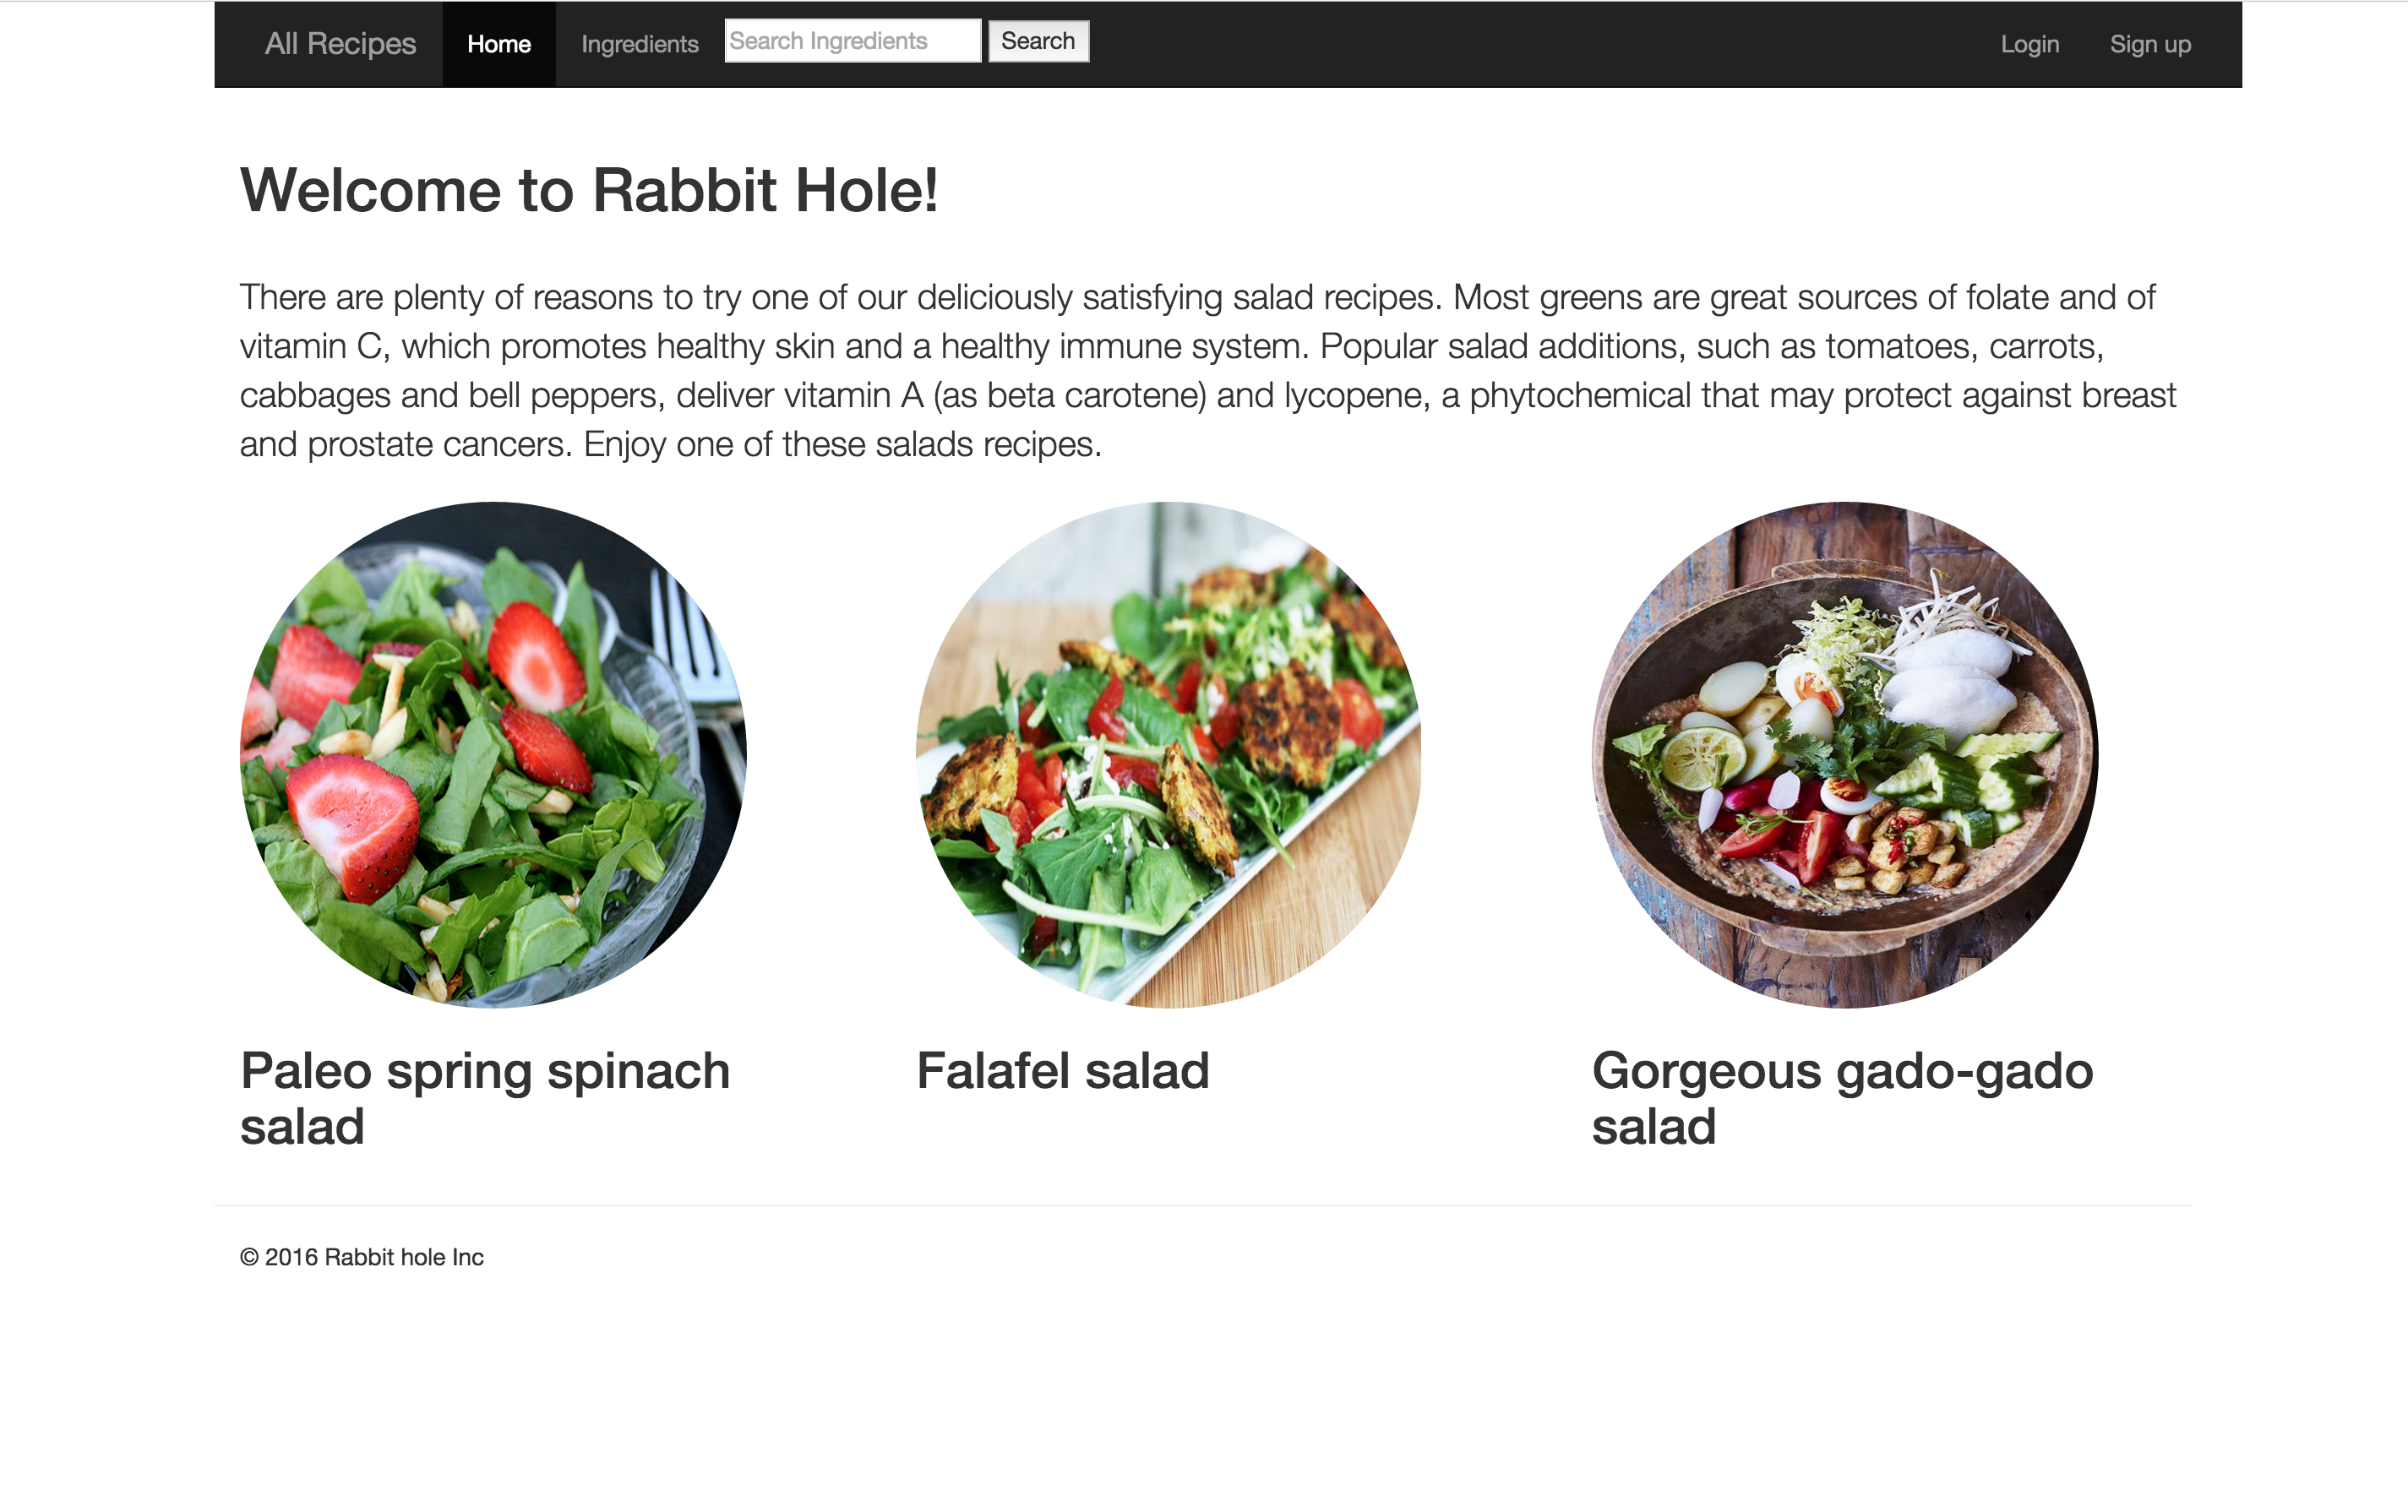 All Recipes Home Ingredients Search Ingredients Search Login Sign up
Welcome to Rabbit Hole!
There are plenty of reasons to try one of our deliciously satisfying salad recipes. Most greens are great sources of folate and of
vitamin C, which promotes healthy skin and a healthy immune system. Popular salad additions, such as tomatoes, carrots,
cabbages and bell peppers, deliver vitamin A (as beta carotene) and lycopene, a phytochemical that may protect against breast
and prostate cancers. Enjoy one of these salads recipes.
Paleo spring spinach
salad
Falafel salad
Gorgeous gado-gado
salad
© 2016 Rabbit hole Inc